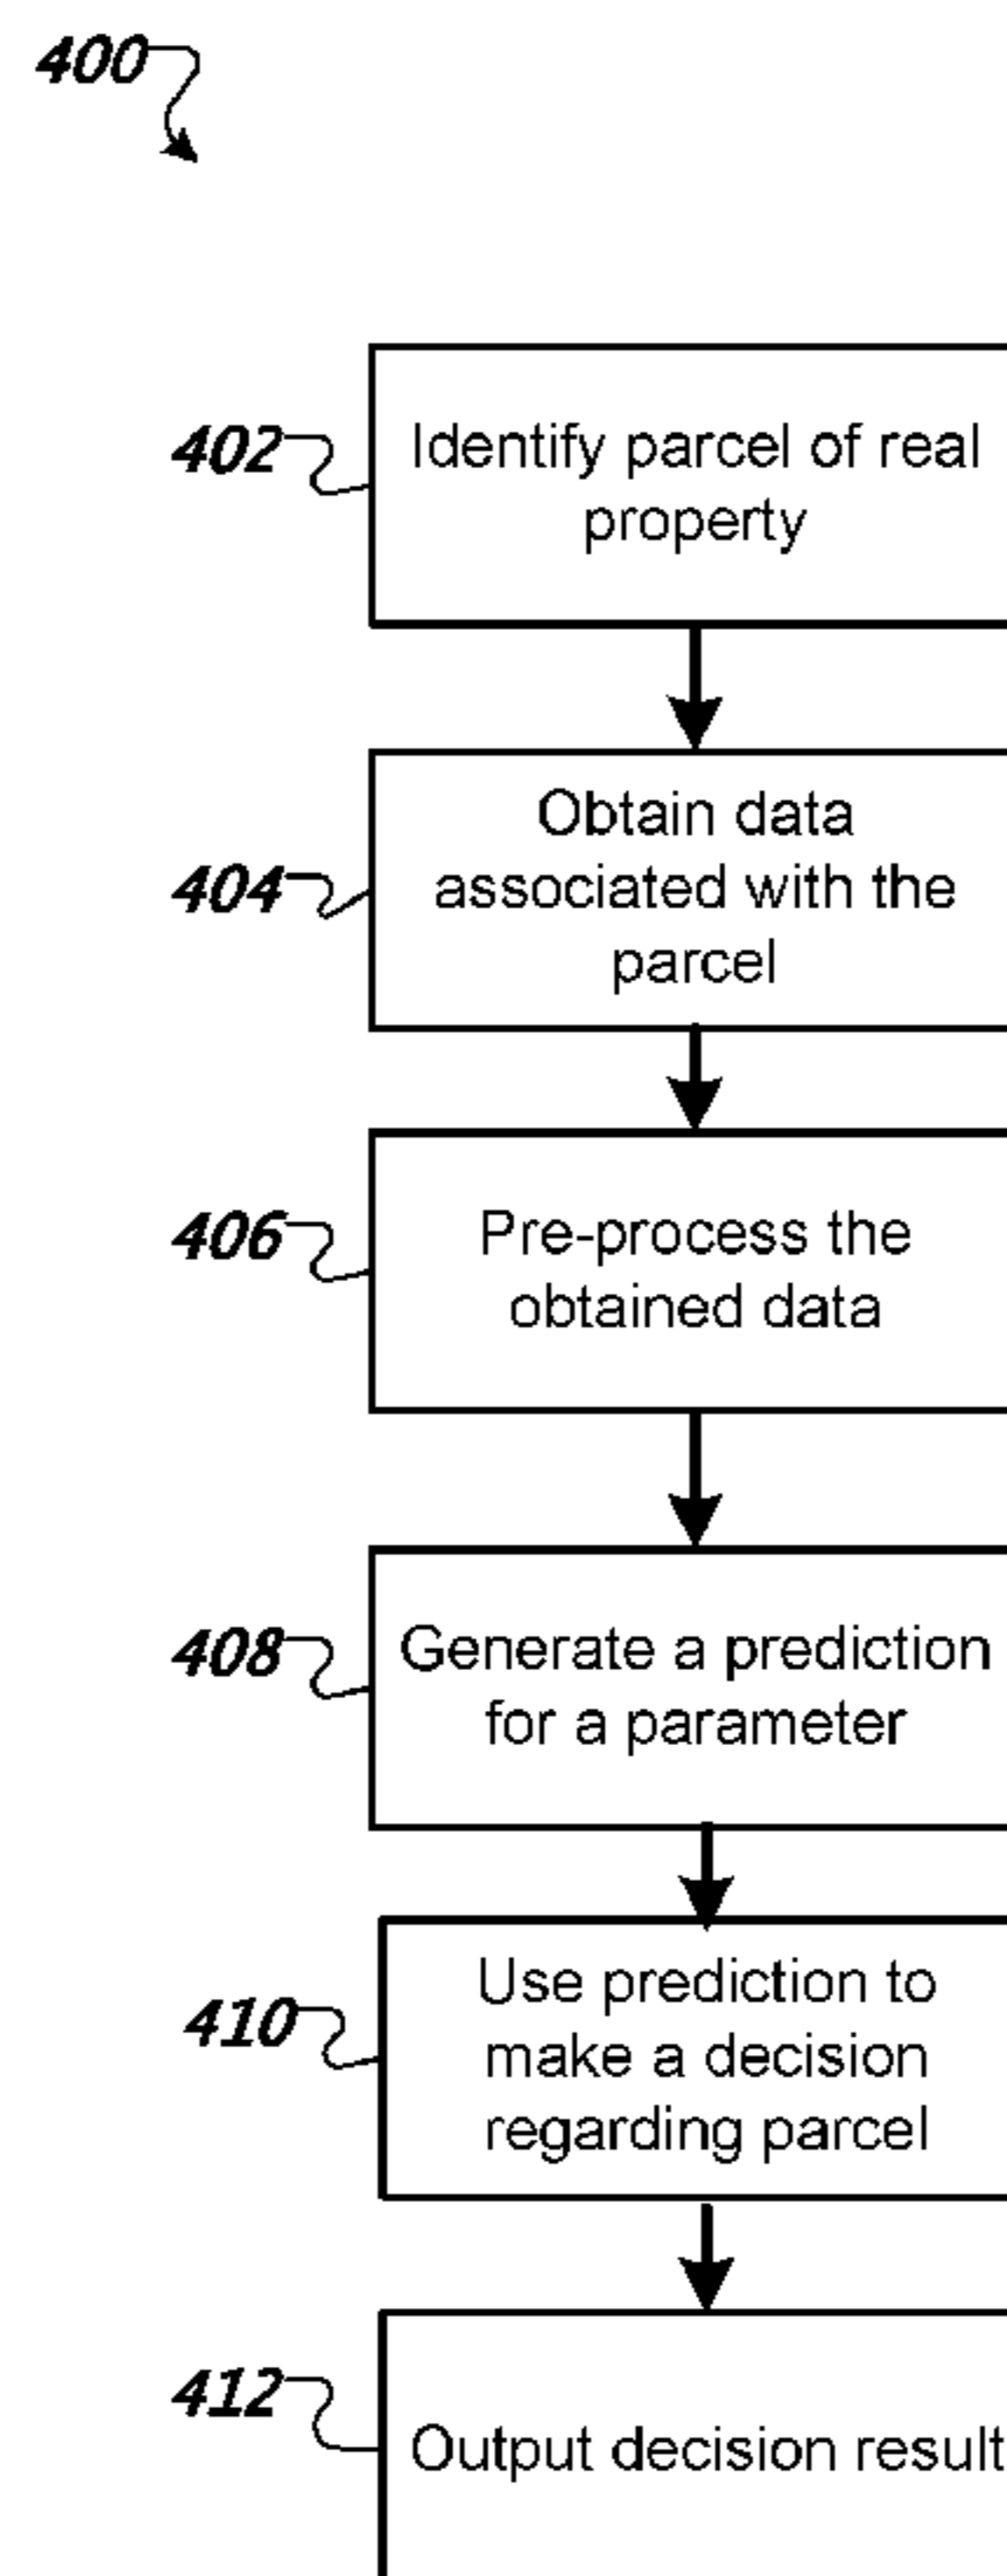 400
402
Identify parcel of real
property
404
Obtain data
associated with the
parcel
406
Pre-process the
obtained data
408
Generate a prediction
for a parameter
410
Use prediction to
make a decision
regarding parcel
412
Output decision result